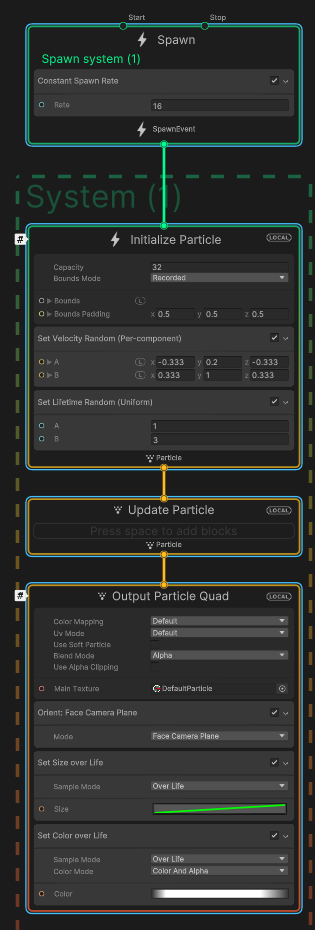 Start Stop
Spawn
Spawn system (1)
Constant Spawn Rate
Rate 16
SpawnEvent
System (1)
#
Initialize Particle LOCAL
Capacity 32
Bounds Mode Recorded
Bounds L
Bounds Padding x 0.5 y 0.5 z 0.5
Set Velocity Random (Per-component)
A L x -0.333 y 0.2 z -0.333
B L x 0.333 y 1 z 0.333
Set Lifetime Random (Uniform)
A 1
B 3
Particle
Update Particle LOCAL
Press space to add blocks
Particle
#
Output Particle Quad LOCAL
Color Mapping Default
Uv Mode Default
Use Soft Particle
Blend Mode Alpha
Use Alpha Clipping
Main Texture DefaultParticle
Orient: Face Camera Plane
Mode Face Camera Plane
Set Size over Life
Sample Mode Over Life
Size
Set Color over Life
Sample Mode Over Life
Color Mode Color And Alpha
Color